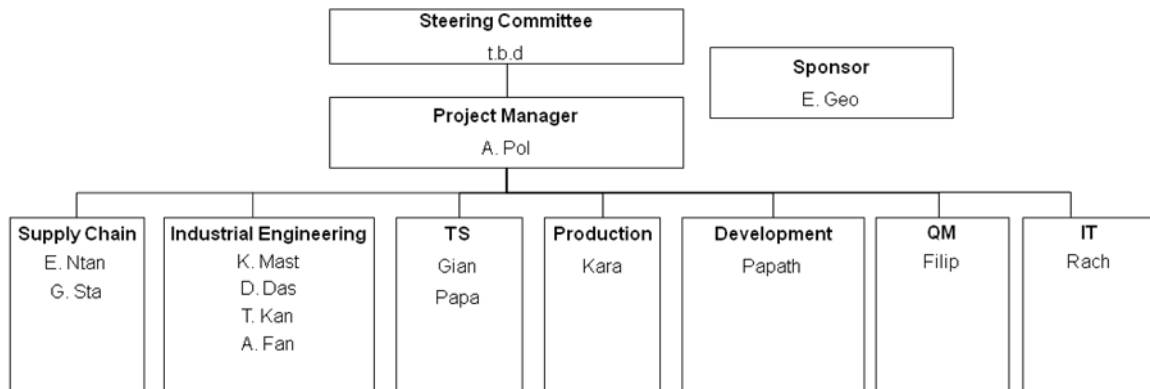 Steering Committee
t.b.d
Sponsor
E. Geo
Project Manager
A. Pol
Supply Chain
E. Ntan
G. Sta
Industrial Engineering
K. Mast
D. Das
T. Kan
A. Fan
TS
Gian
Papa
Production
Kara
Development
Papath
QM
Filip
IT
Rach